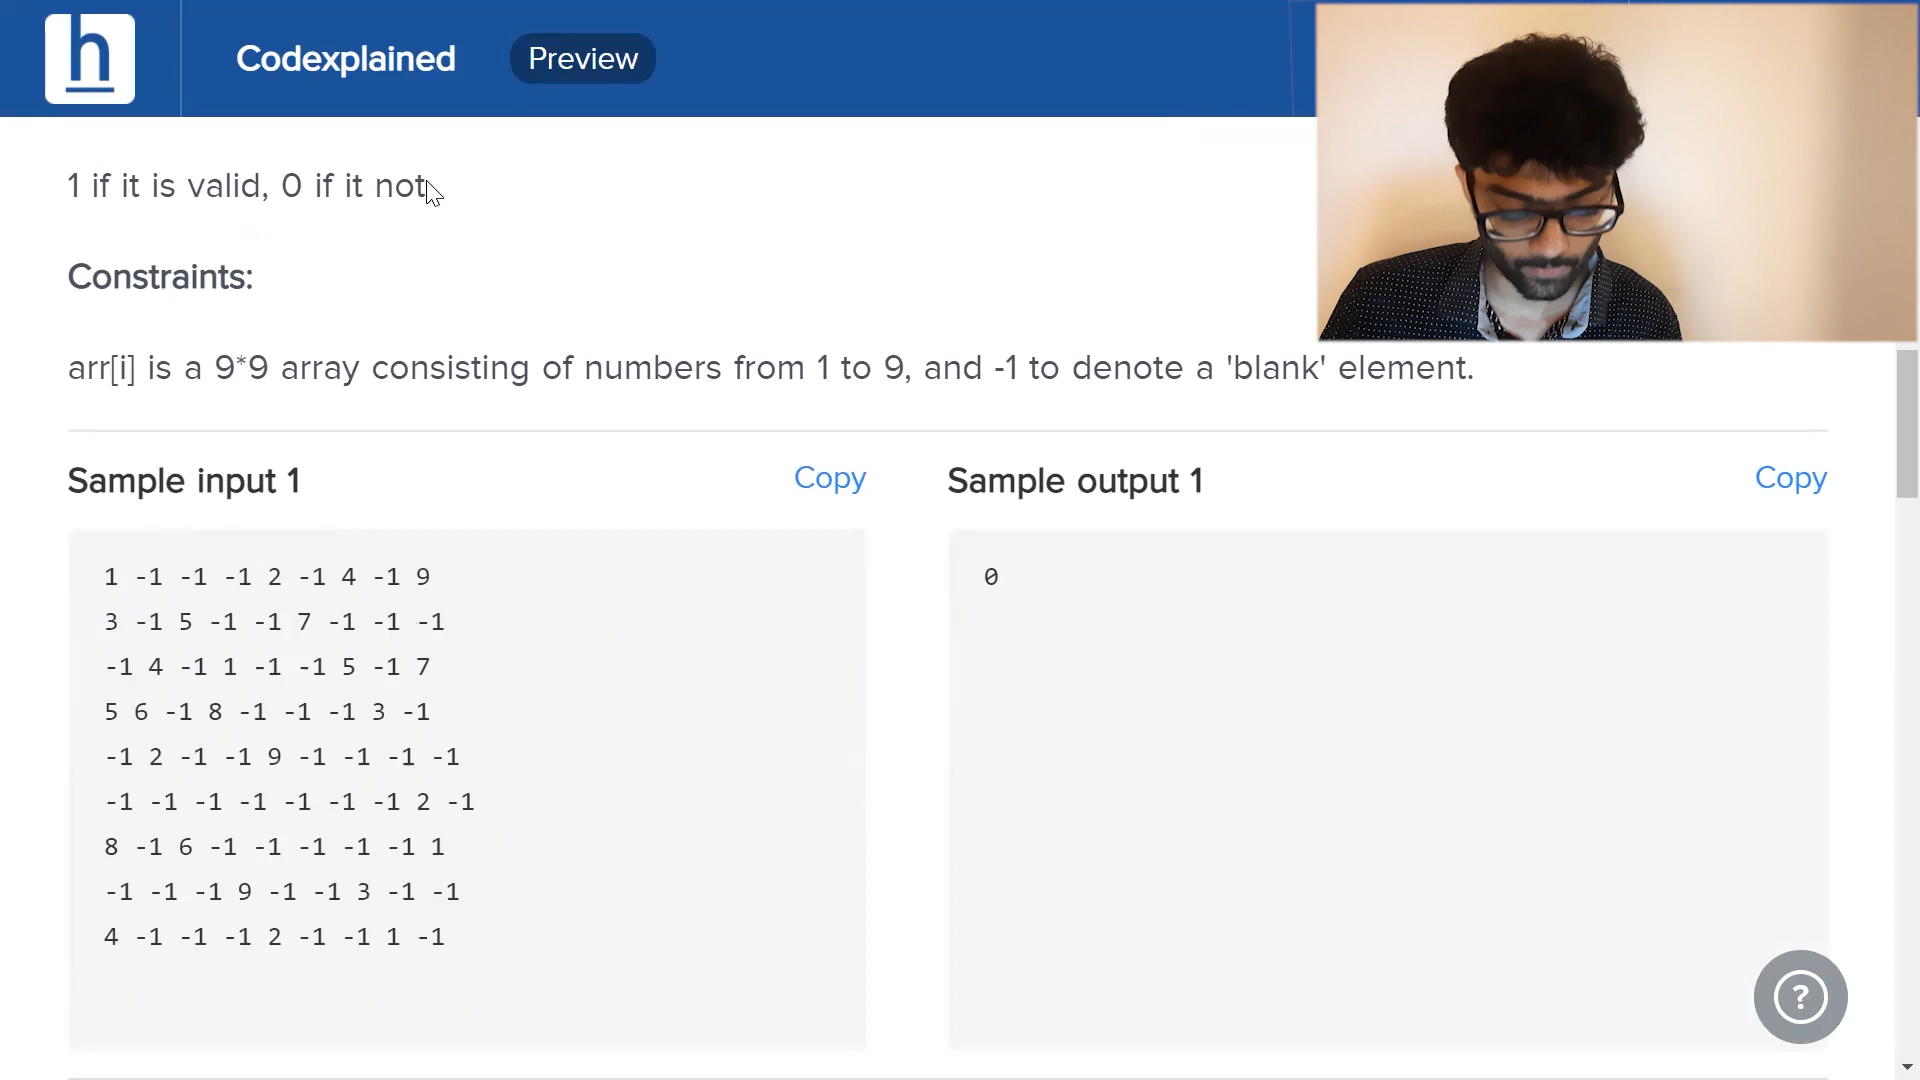 h
Codexplained
Preview
1 if it is valid, 0 if it not
Constraints:
arr[i] is a 9*9 array consisting of numbers from 1 to 9, and -1 to denote a 'blank' element.
Sample input 1
Copy
1 -1 -1 -1 2 -1 4 -1 9
3 -1 5 -1 -1 7 -1 -1 -1
-1 4 -1 1 -1 -1 5 -1 7
5 6 -1 8 -1 -1 -1 3 -1
-1 2 -1 -1 9 -1 -1 -1 -1
-1 -1 -1 -1 -1 -1 -1 2 -1
8 -1 6 -1 -1 -1 -1 -1 1
-1 -1 -1 9 -1 -1 3 -1 -1
4 -1 -1 -1 2 -1 -1 1 -1
Sample output 1
Copy
0
?